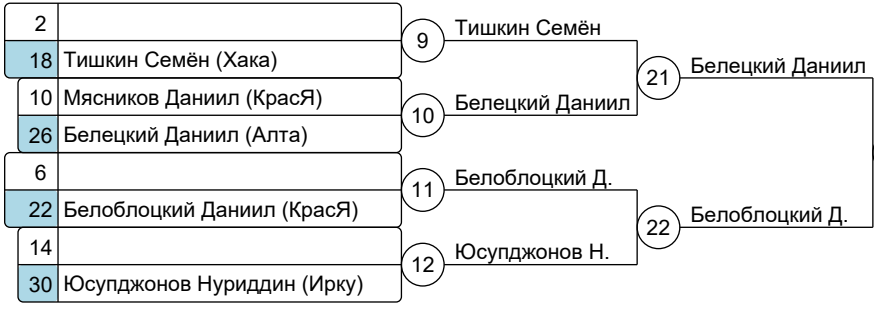 2
18 Тишкин Семён (Хака)
10 Мясников Даниил (КрасЯ)
26 Белецкий Даниил (Алта)
6
22 Белоблоцкий Даниил (КрасЯ)
14
30 Юсупджонов Нуриддин (Ирку)
9 Тишкин Семён
10 Белецкий Даниил
11 Белоблоцкий Д.
12 Юсупджонов Н.
21 Белецкий Даниил
22 Белоблоцкий Д.